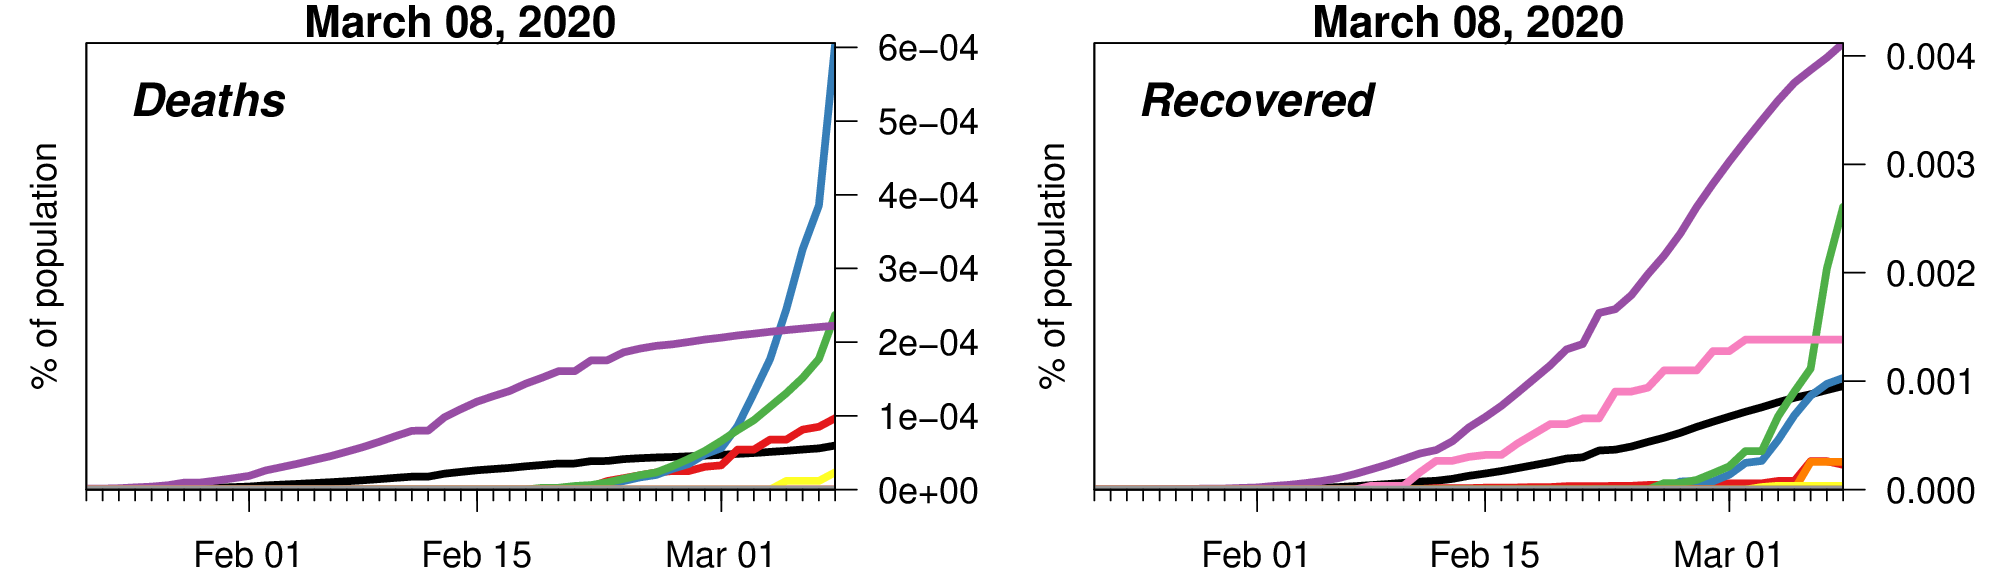 March 08, 2020
Deaths
% of population
6e−04
5e−04
4e−04
3e−04
2e−04
1e−04
0e+00
Feb 01
Feb 15
Mar 01
March 08, 2020
Recovered
% of population
0.004
0.003
0.002
0.001
0.000
Feb 01
Feb 15
Mar 01